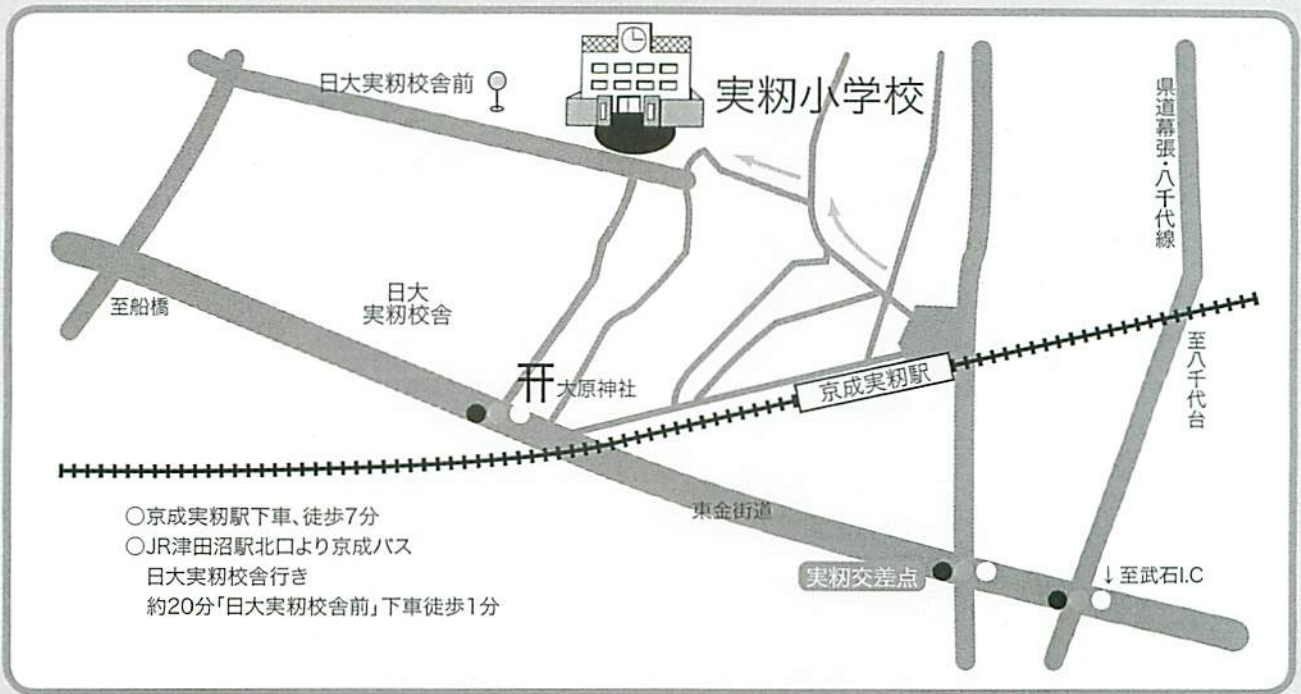 日大実籾校舎前
実籾小学校
県道幕張・八千代線
至船橋
日大
実籾校舎
大原神社
京成実籾駅
至八千代台
東金街道
実籾交差点
↓至武石I.C
○京成実籾駅下車、徒歩7分
○JR津田沼駅北口より京成バス
日大実籾校舎行き
約20分「日大実籾校舎前」下車徒歩1分